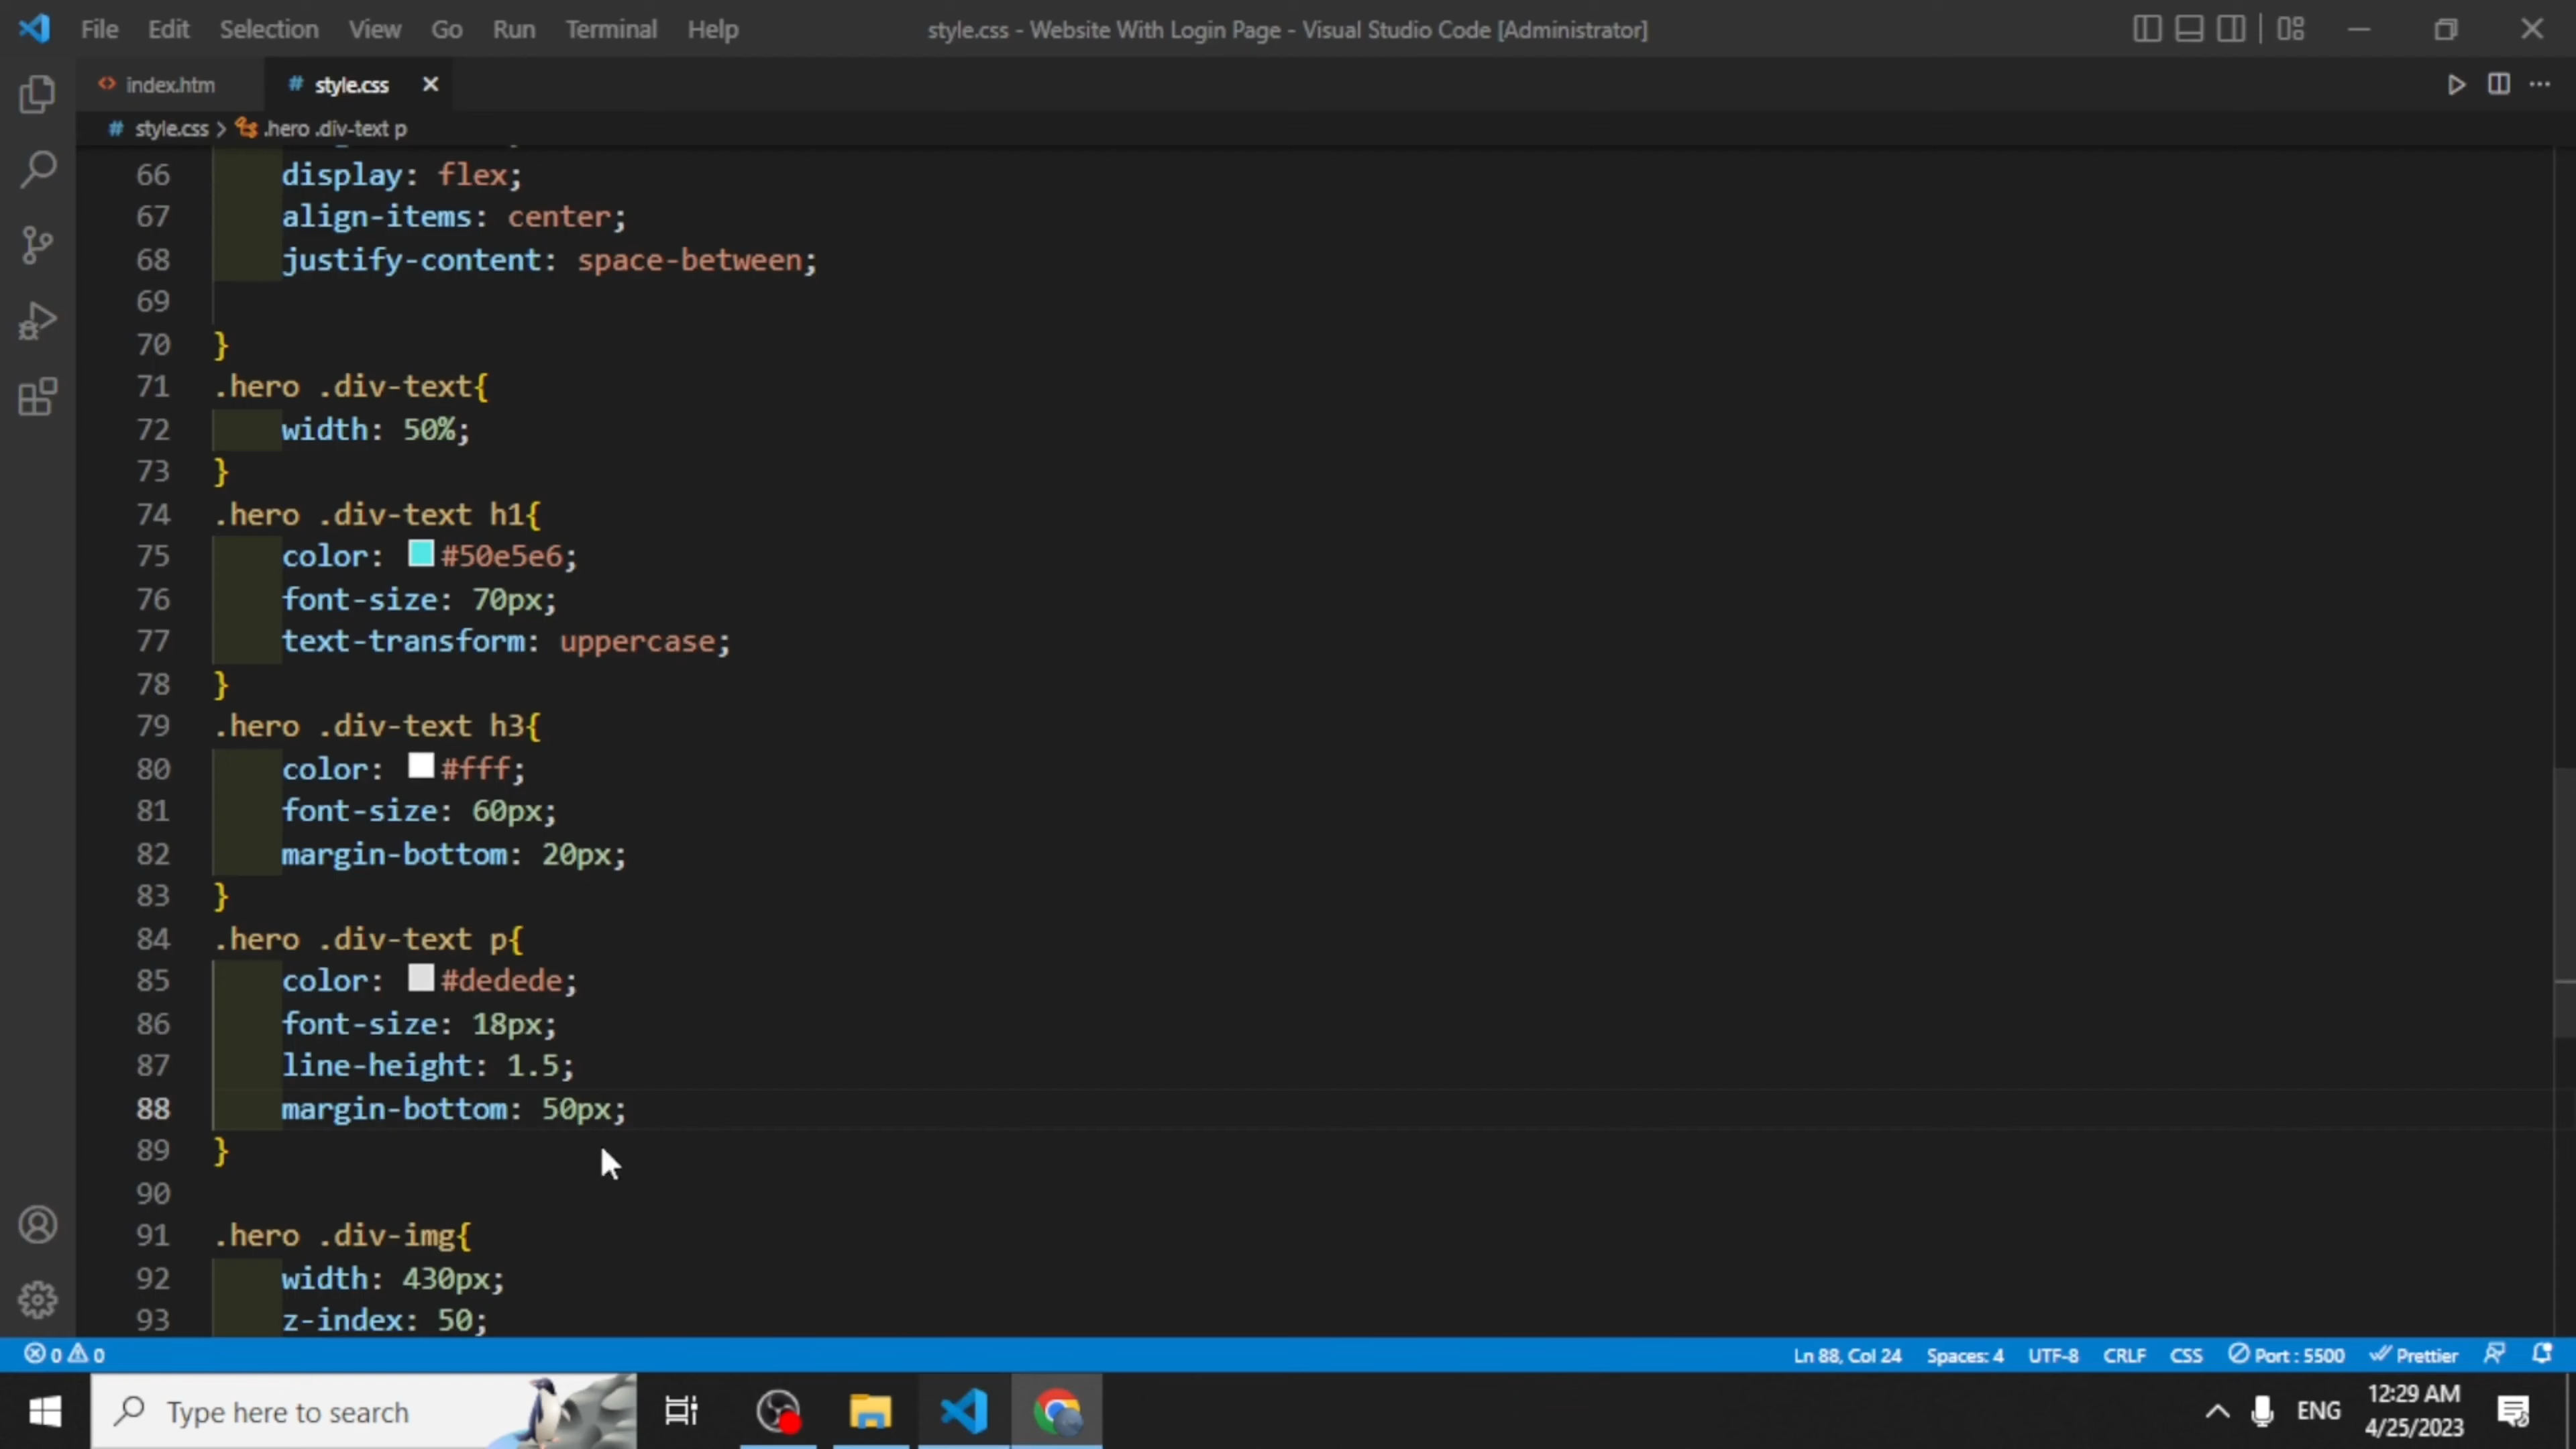 File Edit Selection View Go Run Terminal Help style.css - Website With Login Page - Visual Studio Code [Administrator]
index.htm # style.css
# style.css > .hero .div-text p
66 display: flex;
67 align-items: center;
68 justify-content: space-between;
69
70 }
71 .hero .div-text{
72 width: 50%;
73 }
74 .hero .div-text h1{
75 color: #50e5e6;
76 font-size: 70px;
77 text-transform: uppercase;
78 }
79 .hero .div-text h3{
80 color: #fff;
81 font-size: 60px;
82 margin-bottom: 20px;
83 }
84 .hero .div-text p{
85 color: #dedede;
86 font-size: 18px;
87 line-height: 1.5;
88 margin-bottom: 50px;
89 }
90
91 .hero .div-img{
92 width: 430px;
93 z-index: 50;
0 0 Ln 88, Col 24 Spaces: 4 UTF-8 CRLF CSS Port : 5500 Prettier
Type here to search ENG 12:29 AM
4/25/2023